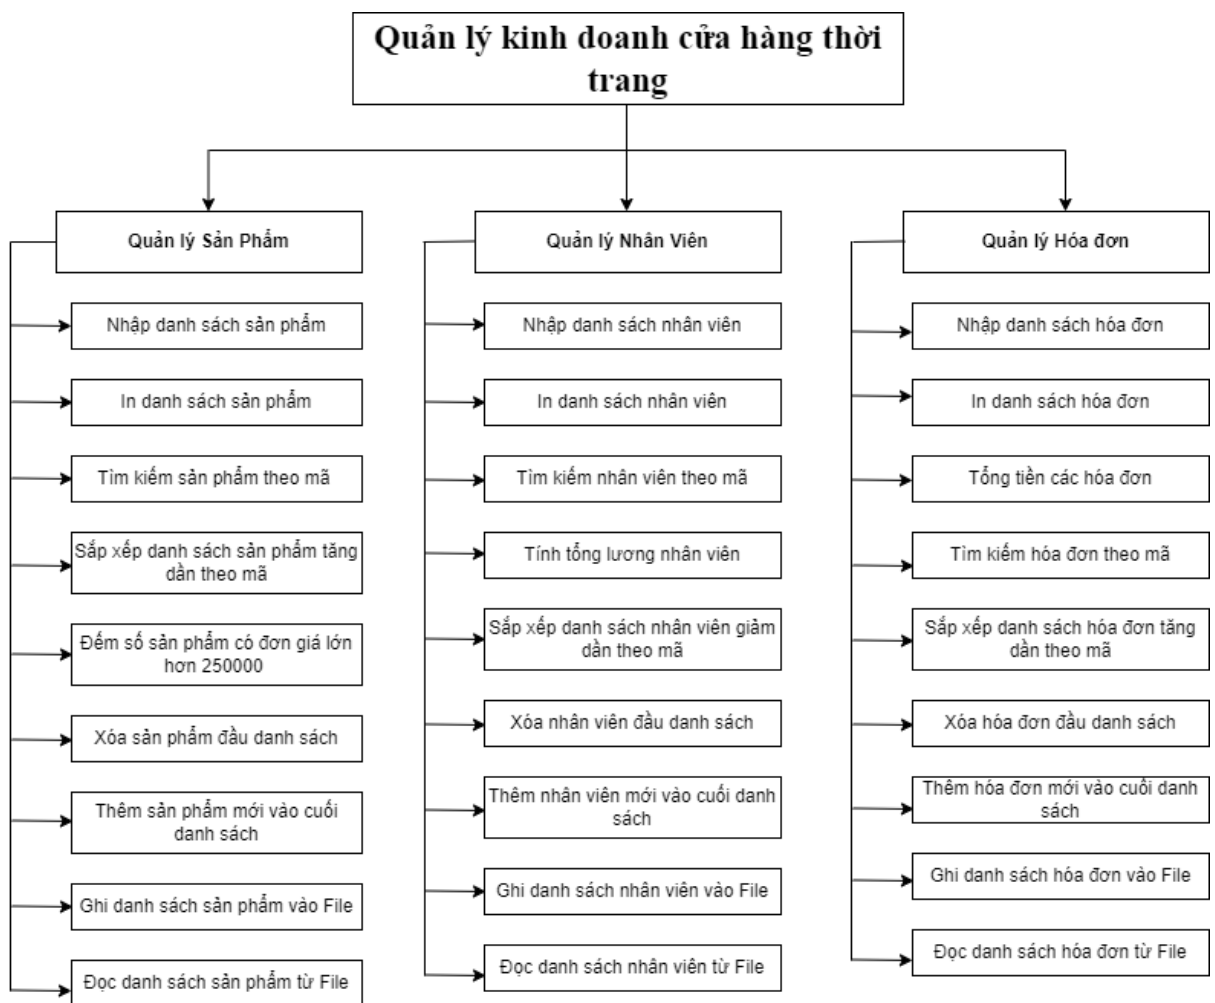 Quản lý kinh doanh cửa hàng thời
trang
Quản lý Sản Phẩm
Nhập danh sách sản phẩm
In danh sách sản phẩm
Tìm kiếm sản phẩm theo mã
Sắp xếp danh sách sản phẩm tăng
dần theo mã
Đếm số sản phẩm có đơn giá lớn
hơn 250000
Xóa sản phẩm đầu danh sách
Thêm sản phẩm mới vào cuối
danh sách
Ghi danh sách sản phẩm vào File
Đọc danh sách sản phẩm từ File
Quản lý Nhân Viên
Nhập danh sách nhân viên
In danh sách nhân viên
Tìm kiếm nhân viên theo mã
Tính tổng lương nhân viên
Sắp xếp danh sách nhân viên giảm
dần theo mã
Xóa nhân viên đầu danh sách
Thêm nhân viên mới vào cuối danh
sách
Ghi danh sách nhân viên vào File
Đọc danh sách nhân viên từ File
Quản lý Hóa đơn
Nhập danh sách hóa đơn
In danh sách hóa đơn
Tổng tiền các hóa đơn
Tìm kiếm hóa đơn theo mã
Sắp xếp danh sách hóa đơn tăng
dần theo mã
Xóa hóa đơn đầu danh sách
Thêm hóa đơn mới vào cuối danh
sách
Ghi danh sách hóa đơn vào File
Đọc danh sách hóa đơn từ File